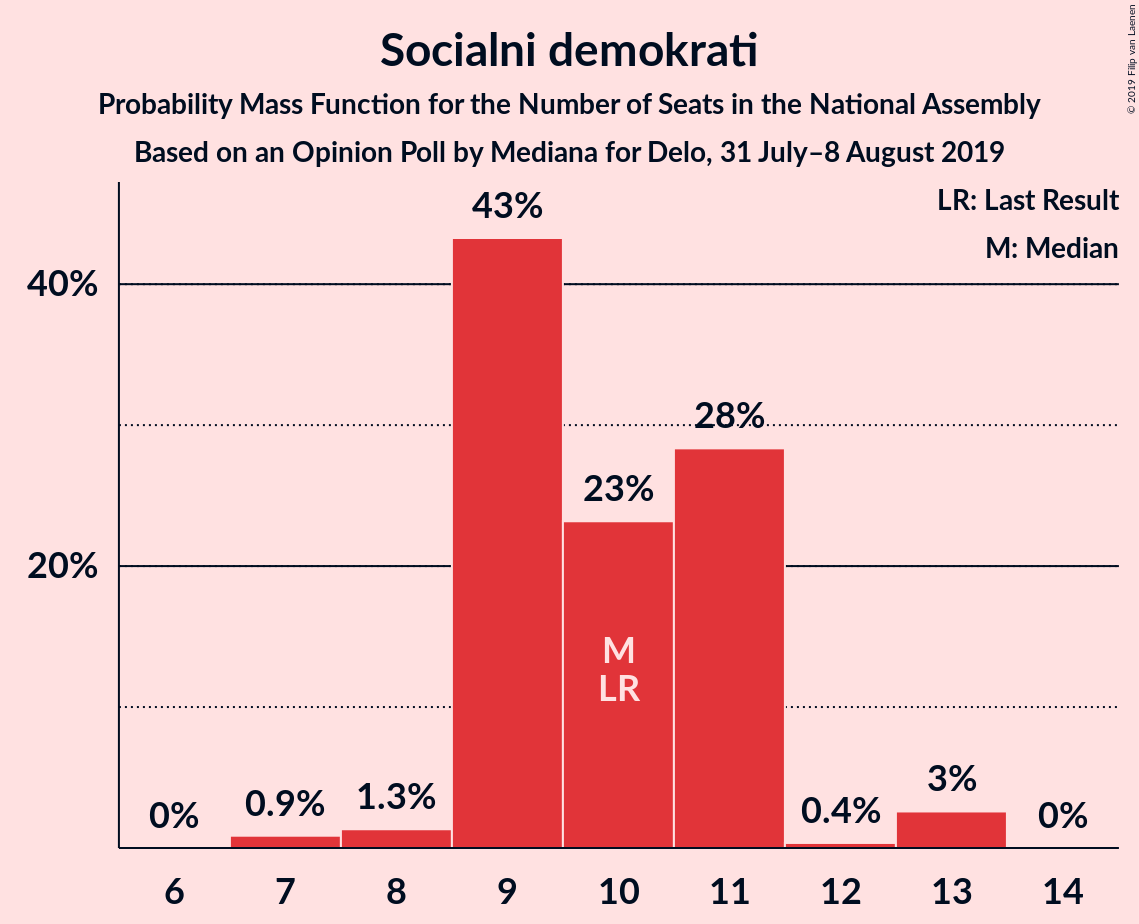 Socialni demokrati
Probability Mass Function for the Number of Seats in the National Assembly
Based on an Opinion Poll by Mediana for Delo, 31 July–8 August 2019
© 2019 Filip van Laenen
LR: Last Result
M: Median
43%
40%
28%
23%
20%
M
LR
0%
0.9%
1.3%
0.4%
3%
0%
6 7 8 9 10 11 12 13 14